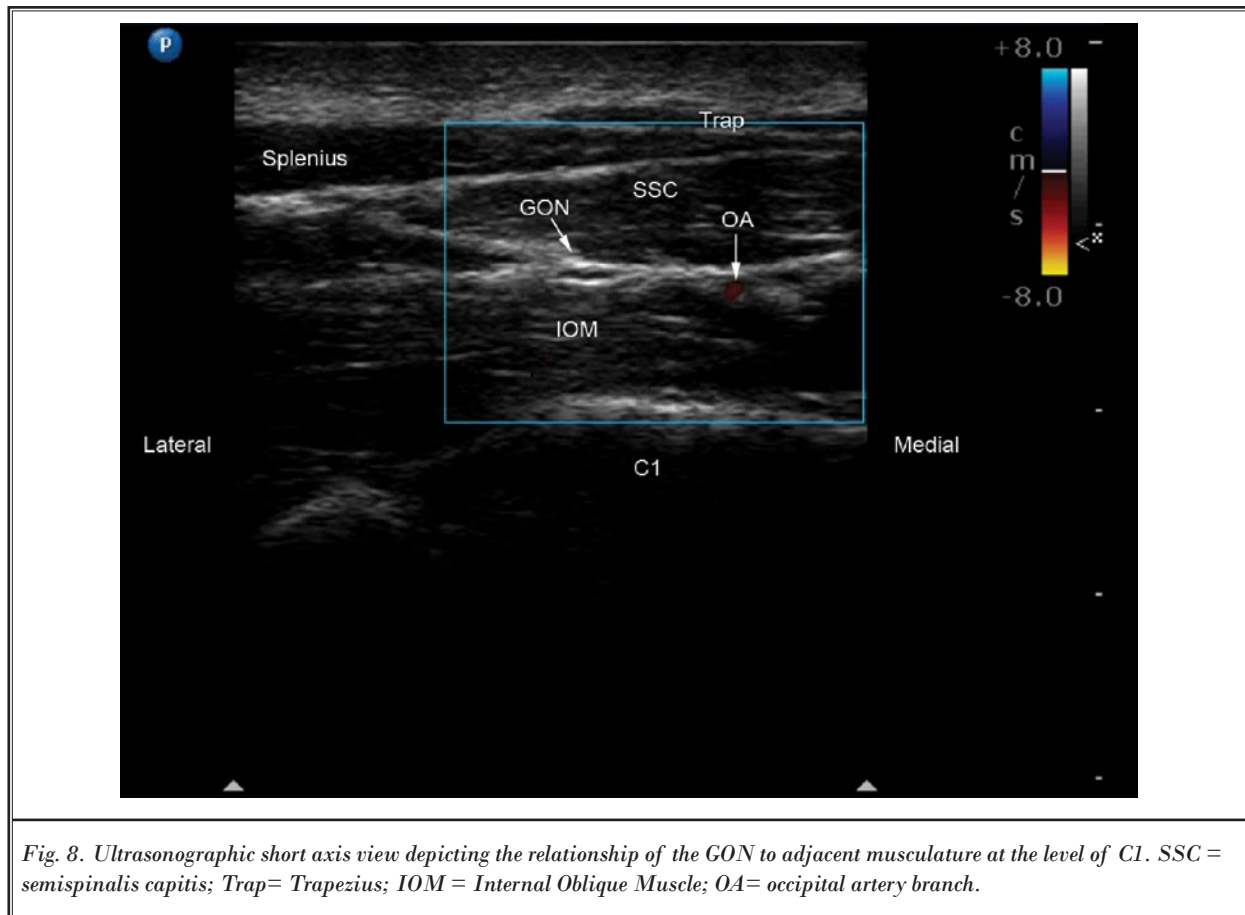 P
+8.0
Trap
c
m
/
s
Splenius
SSC
GON
OA
<*
-8.0
IOM
Lateral
Medial
C1
Fig. 8. Ultrasonographic short axis view depicting the relationship of the GON to adjacent musculature at the level of C1. SSC =
semispinalis capitis; Trap= Trapezius; IOM = Internal Oblique Muscle; OA= occipital artery branch.